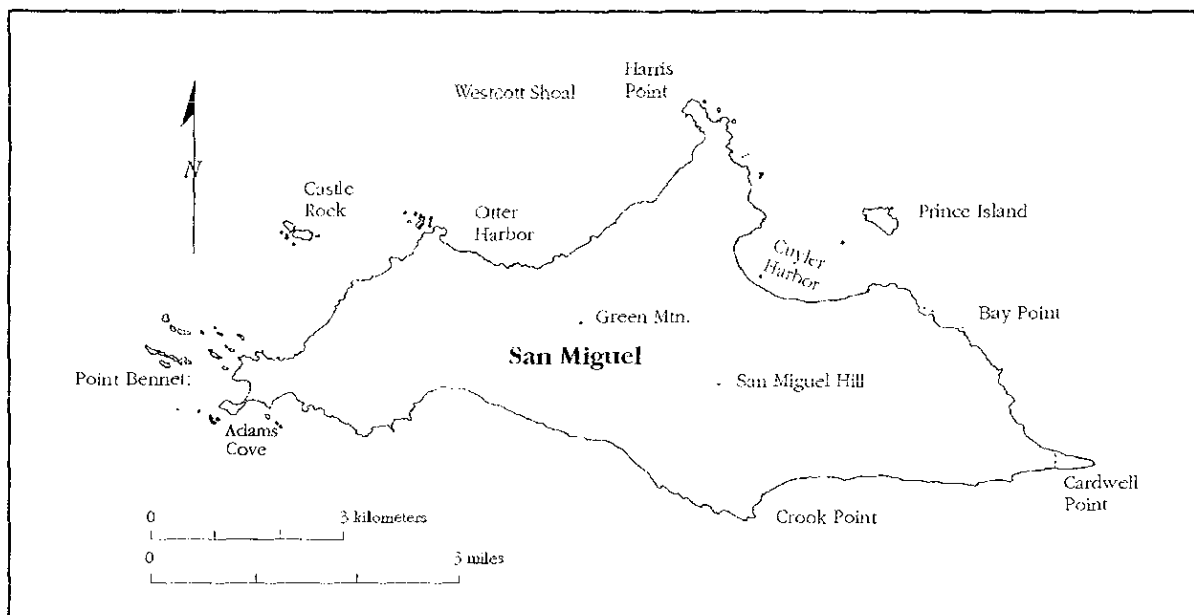 Harris
Point
Westcott Shoal
N
Castle
Rock
Otter
Harbor
Prince Island
Cuyler
Harbor
Bay Point
Green Mtn.
San Miguel
Point Bennet
San Miguel Hill
Adams
Cove
Cardwell
Point
Crook Point
0 3 kilometers
0 3 miles